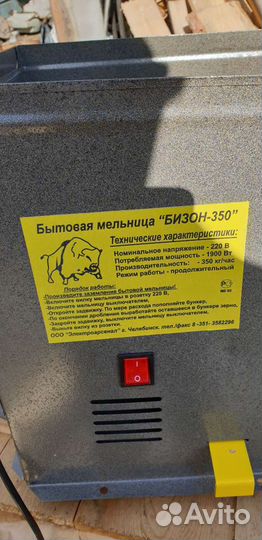 Бытовая мельница "БИЗОН-350"
Технические характеристики:
Номинальное напряжение - 220 В
Потребляемая мощность - 1900 Вт
Производительность: - 350 кг/час
Режим работы - продолжительный
Порядок работы:
-Произведите заземление бытовой мельницы!
-Включите вилку мельницы в розетку 220 В.
-Включите мельницу выключателем.
-Откройте задвижку. По мере расхода пополняйте бункер.
-По окончании дробления выработайте оставшееся в бункере зерно,
-Закройте задвижку, выключите мельницу выключателем.
-Выньте вилку из розетки.
ООО "Электроарсенал" г. Челябинск. тел./факс 8 -351- 3582296
I
O
Avito